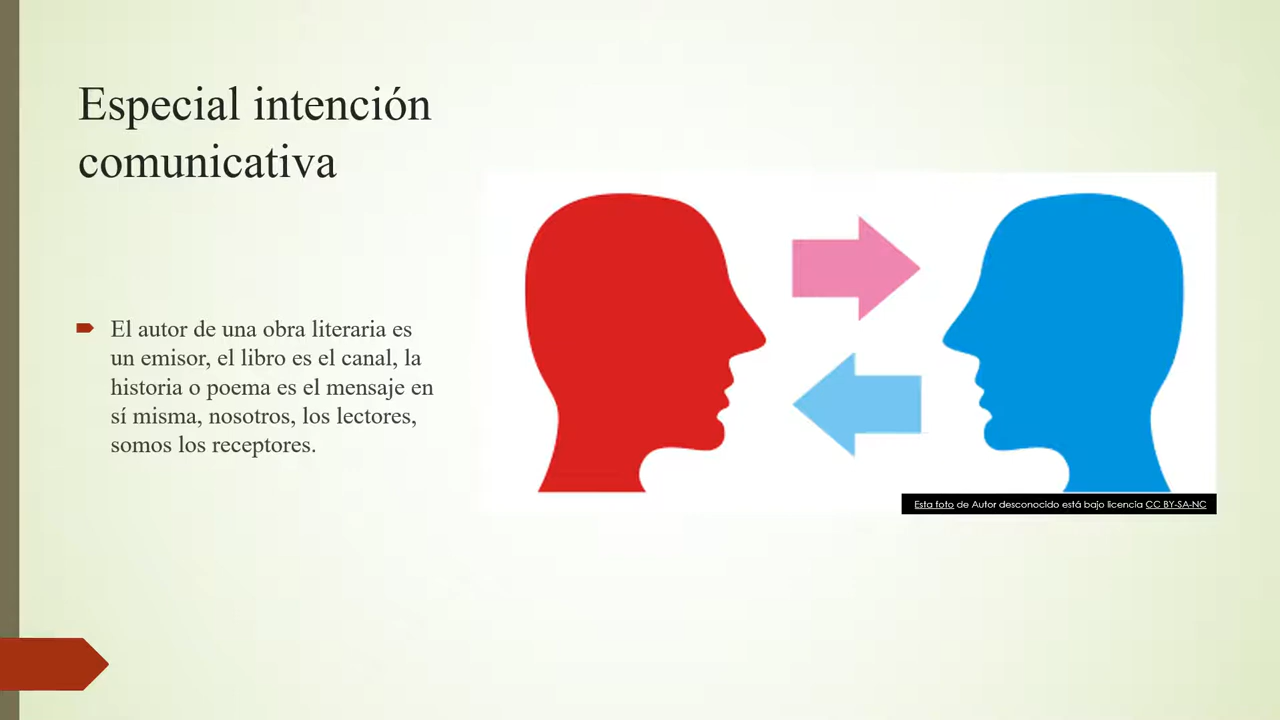 Especial intención
comunicativa
El autor de una obra literaria es
un emisor, el libro es el canal, la
historia o poema es el mensaje en
sí misma, nosotros, los lectores,
somos los receptores.
Esta foto de Autor desconocido está bajo licencia CC BY-SA-NC